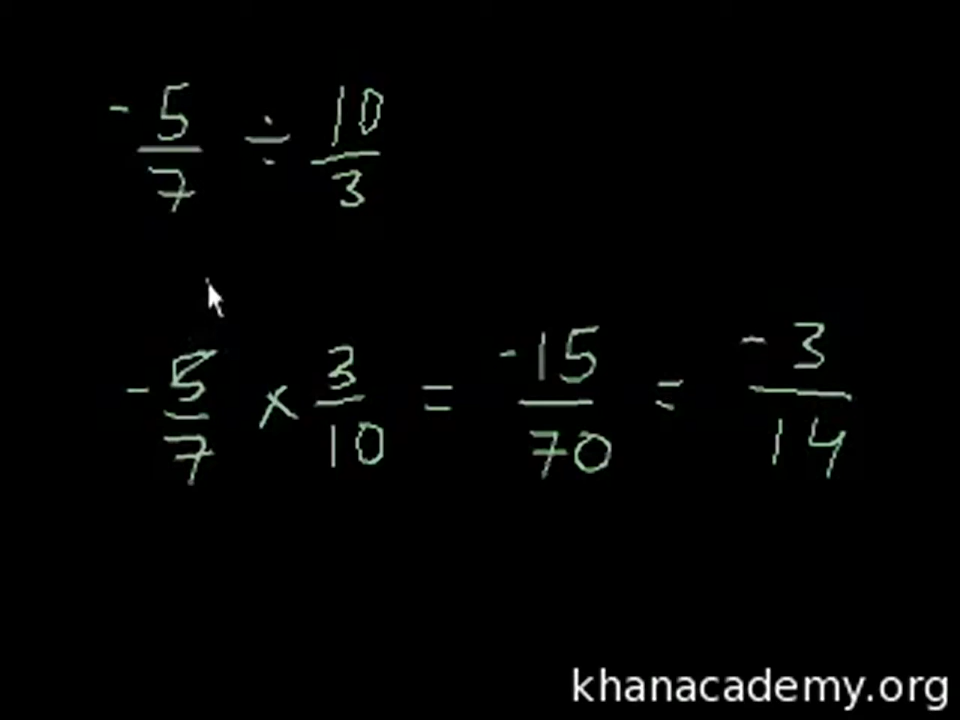 -5/7 ÷ 10/3
-5/7 × 3/10 = -15/70 = -3/14
khanacademy.org